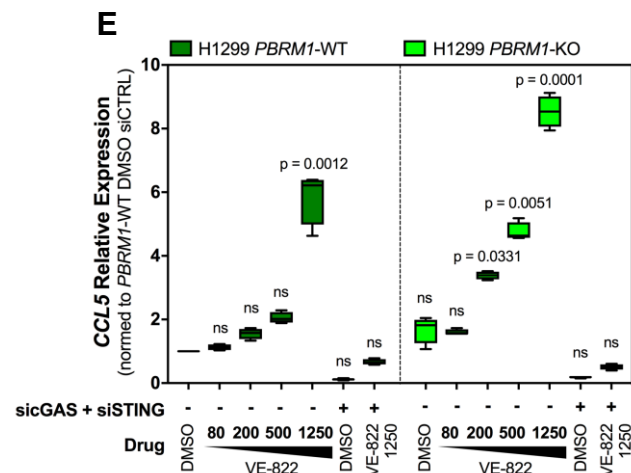 E
H1299 PBRM1-WT
H1299 PBRM1-KO
CCL5 Relative Expression
(normed to PBRM1-WT DMSO siCTRL)
10
8
6
4
2
0
ns
ns
ns
p = 0.0012
ns
ns
ns
ns
p = 0.0331
p = 0.0051
p = 0.0001
ns
ns
sicGAS + siSTING - - - - - + + - - - - - + +
Drug DMSO 80 200 500 1250 DMSO VE-822 1250 DMSO 80 200 500 1250 DMSO VE-822 1250
VE-822 VE-822